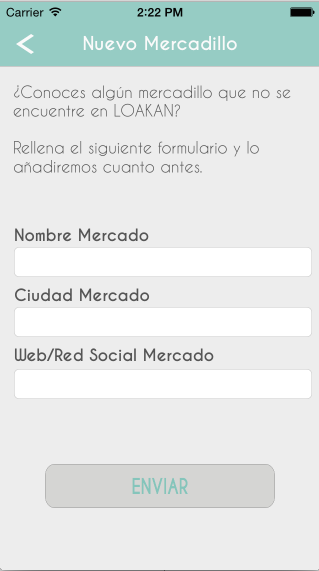 Carrier 2:22 PM
Nuevo Mercadillo
¿Conoces algún mercadillo que no se
encuentre en LOAKAN?
Rellena el siguiente formulario y lo
añadiremos cuanto antes.
Nombre Mercado
Ciudad Mercado
Web/Red Social Mercado
ENVIAR